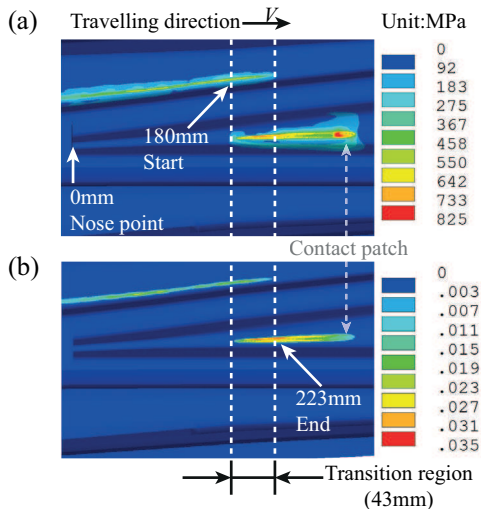 (a) Travelling direction V Unit:MPa
0
92
183
275
367
458
550
642
733
825
180mm
Start
0mm
Nose point
Contact patch
(b)
0
.003
.007
.011
.015
.019
.023
.027
.031
.035
223mm
End
Transition region
(43mm)